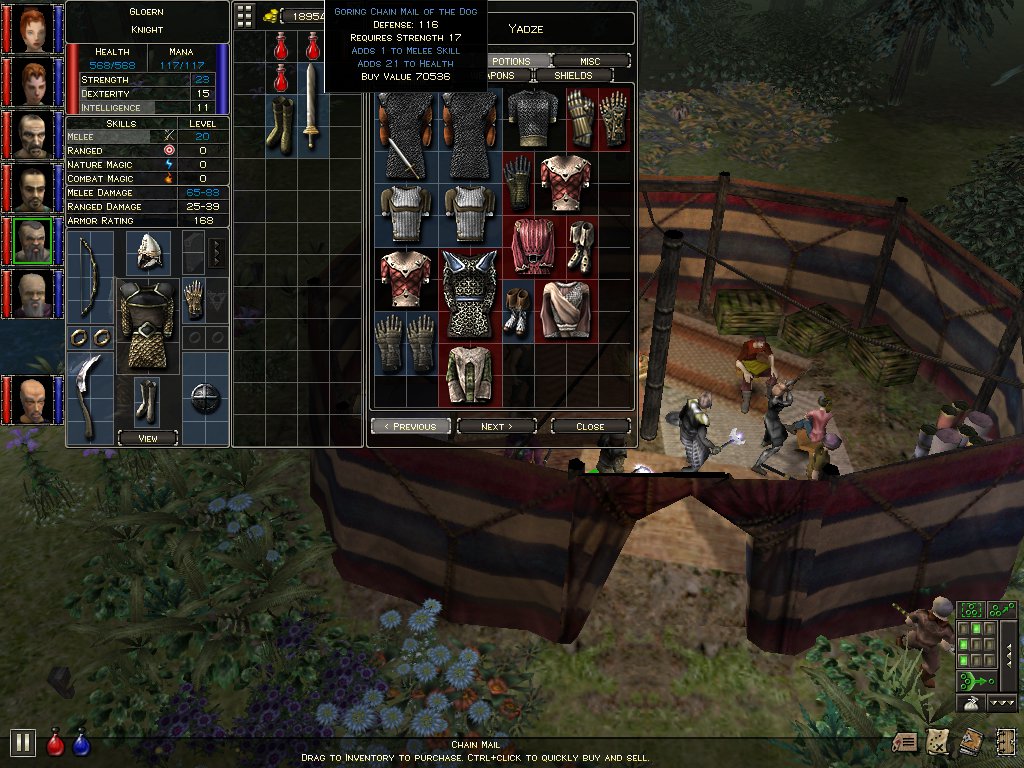 GLOERN
KNIGHT
HEALTH MANA
568/568 117/117
STRENGTH 23
DEXTERITY 15
INTELLIGENCE 11
SKILLS LEVEL
MELEE 20
RANGED 0
NATURE MAGIC 0
COMBAT MAGIC 0
MELEE DAMAGE 65-83
RANGED DAMAGE 25-39
ARMOR RATING 168
VIEW
18954
GORING CHAIN MAIL OF THE DOG
DEFENSE: 116
REQUIRES STRENGTH 17
ADDS 1 TO MELEE SKILL
ADDS 21 TO HEALTH
BUY VALUE 70536
YADZE
POTIONS MISC
EAPONS SHIELDS
< PREVIOUS NEXT > CLOSE
CHAIN MAIL
DRAG TO INVENTORY TO PURCHASE. CTRL+CLICK TO QUICKLY BUY AND SELL.